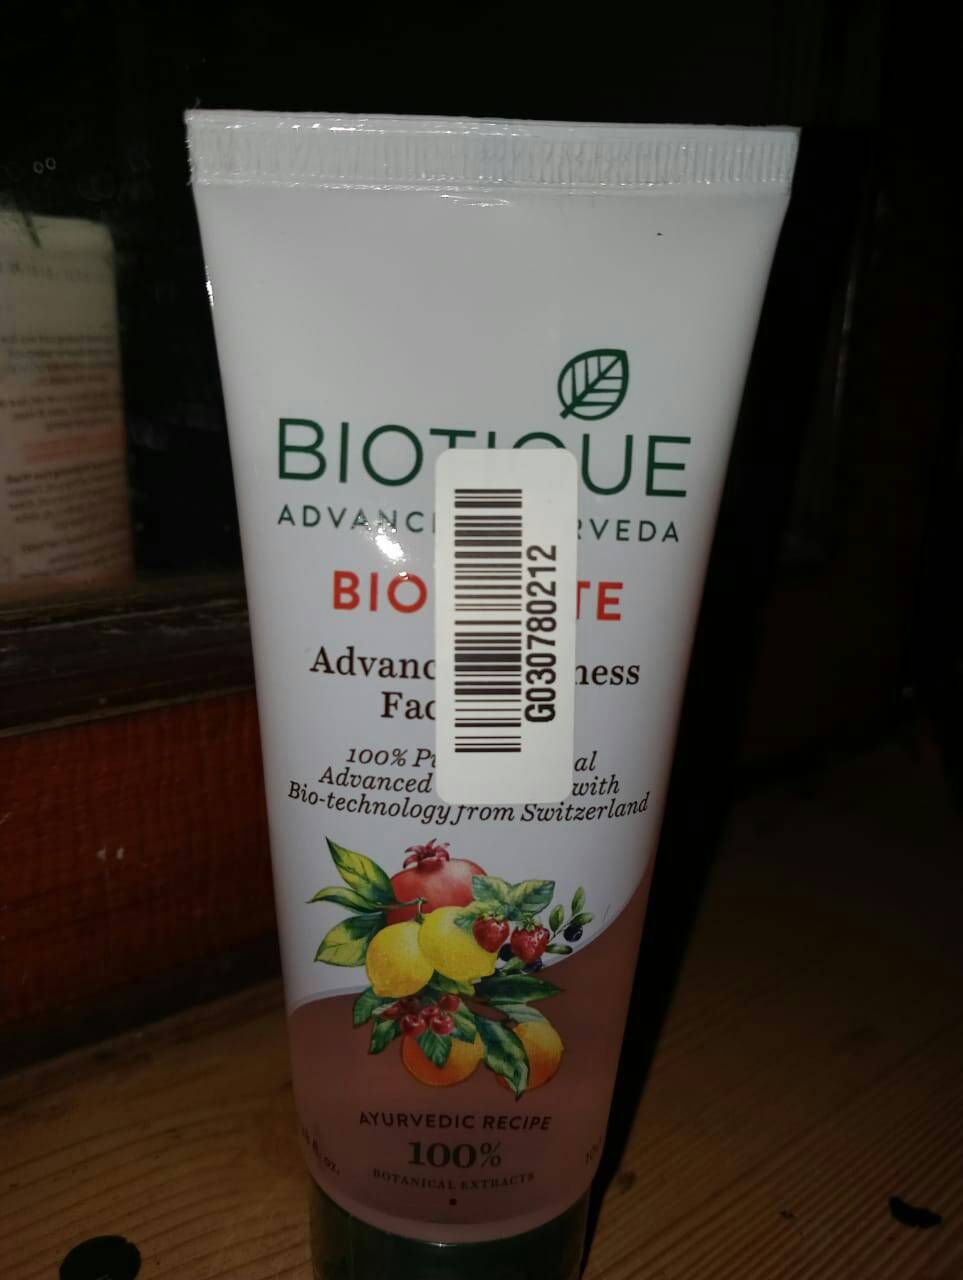 BIOTIQUE
ADVANC RVEDA
G030780212
BIO TE
Advanc ness
Fac
100% Pu al
Advanced with
Bio-technology from Switzerland
AYURVEDIC RECIPE
100%
BOTANICAL EXTRACTS